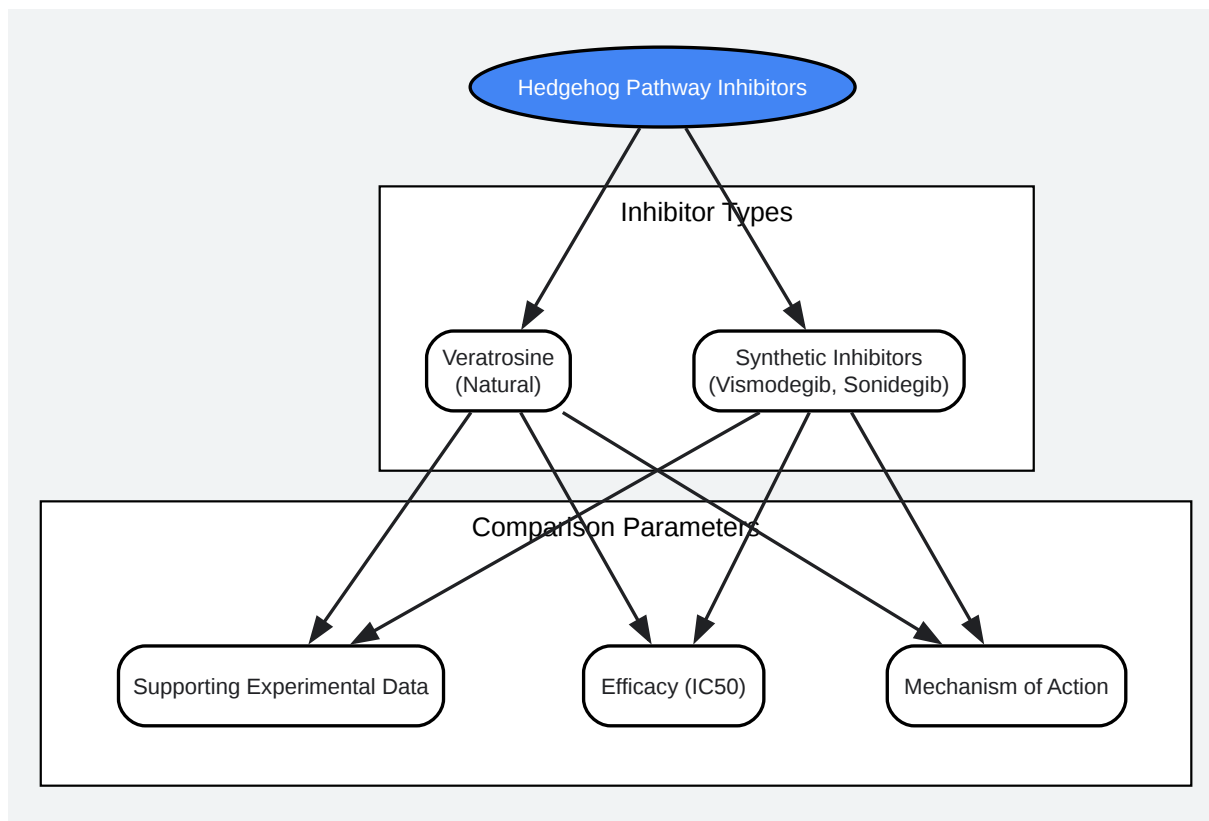 Hedgehog Pathway Inhibitors
Inhibitor Types
Veratrosine
(Natural)
Synthetic Inhibitors
(Vismodegib, Sonidegib)
Comparison Parameters
Supporting Experimental Data
Efficacy (IC50)
Mechanism of Action